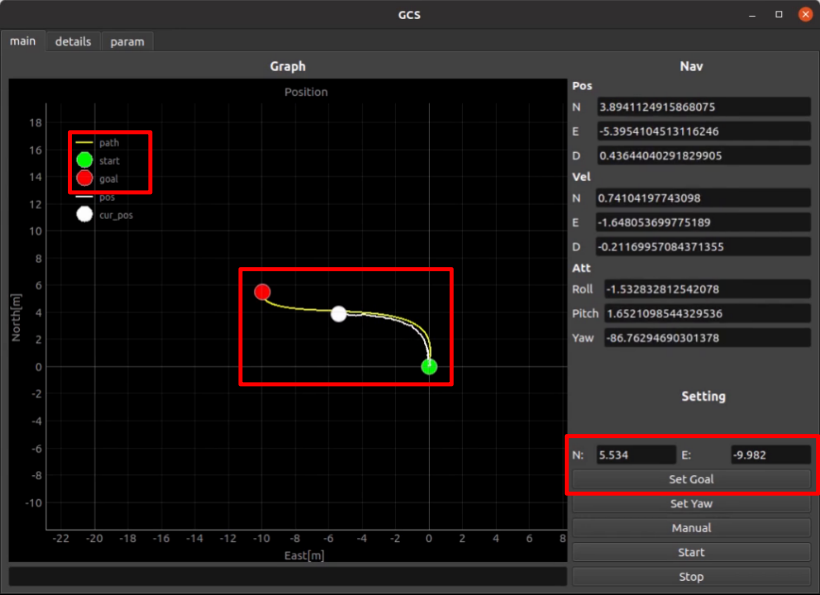 GCS
main details param
Graph
Position
18
16
14
12
10
8
6
4
2
0
-2
-4
-6
-8
-10
North[m]
path
start
goal
pos
cur_pos
-22 -20 -18 -16 -14 -12 -10 -8 -6 -4 -2 0 2 4 6 8
East[m]
Nav
Pos
N 3.8941124915868075
E -5.3954104513116246
D 0.43644040291829905
Vel
N 0.74104197743098
E -1.648053699775189
D -0.21169957084371355
Att
Roll -1.532832812542078
Pitch 1.6521098544329536
Yaw -86.76294690301378
Setting
N: 5.534 E: -9.982
Set Goal
Set Yaw
Manual
Start
Stop